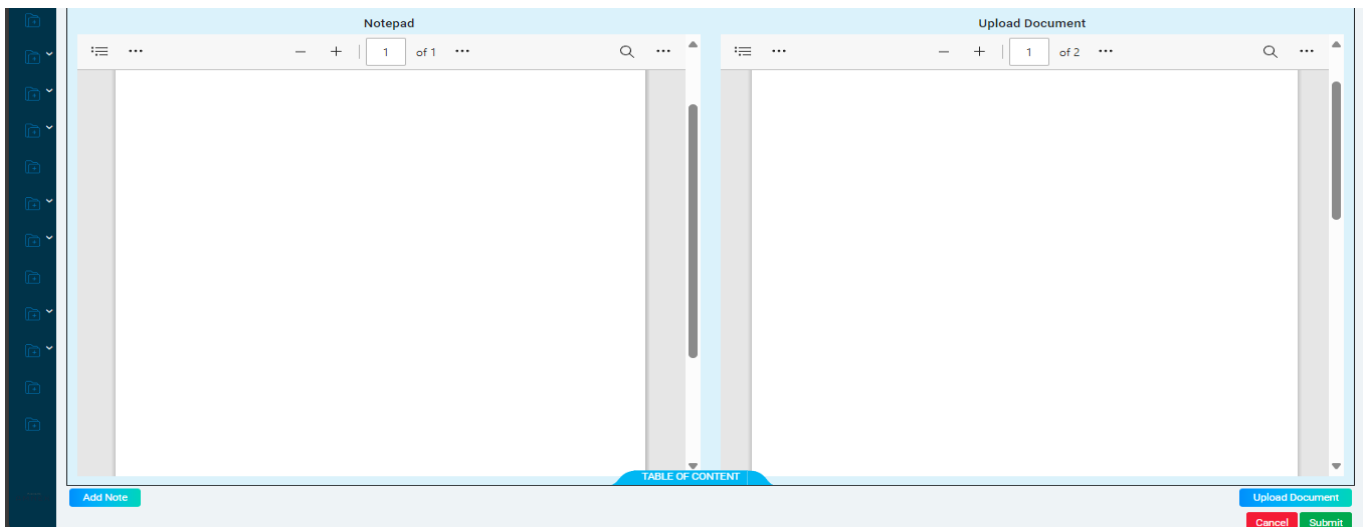 Notepad
Upload Document
1 of 1
1 of 2
TABLE OF CONTENT
Add Note
Upload Document
Cancel Submit